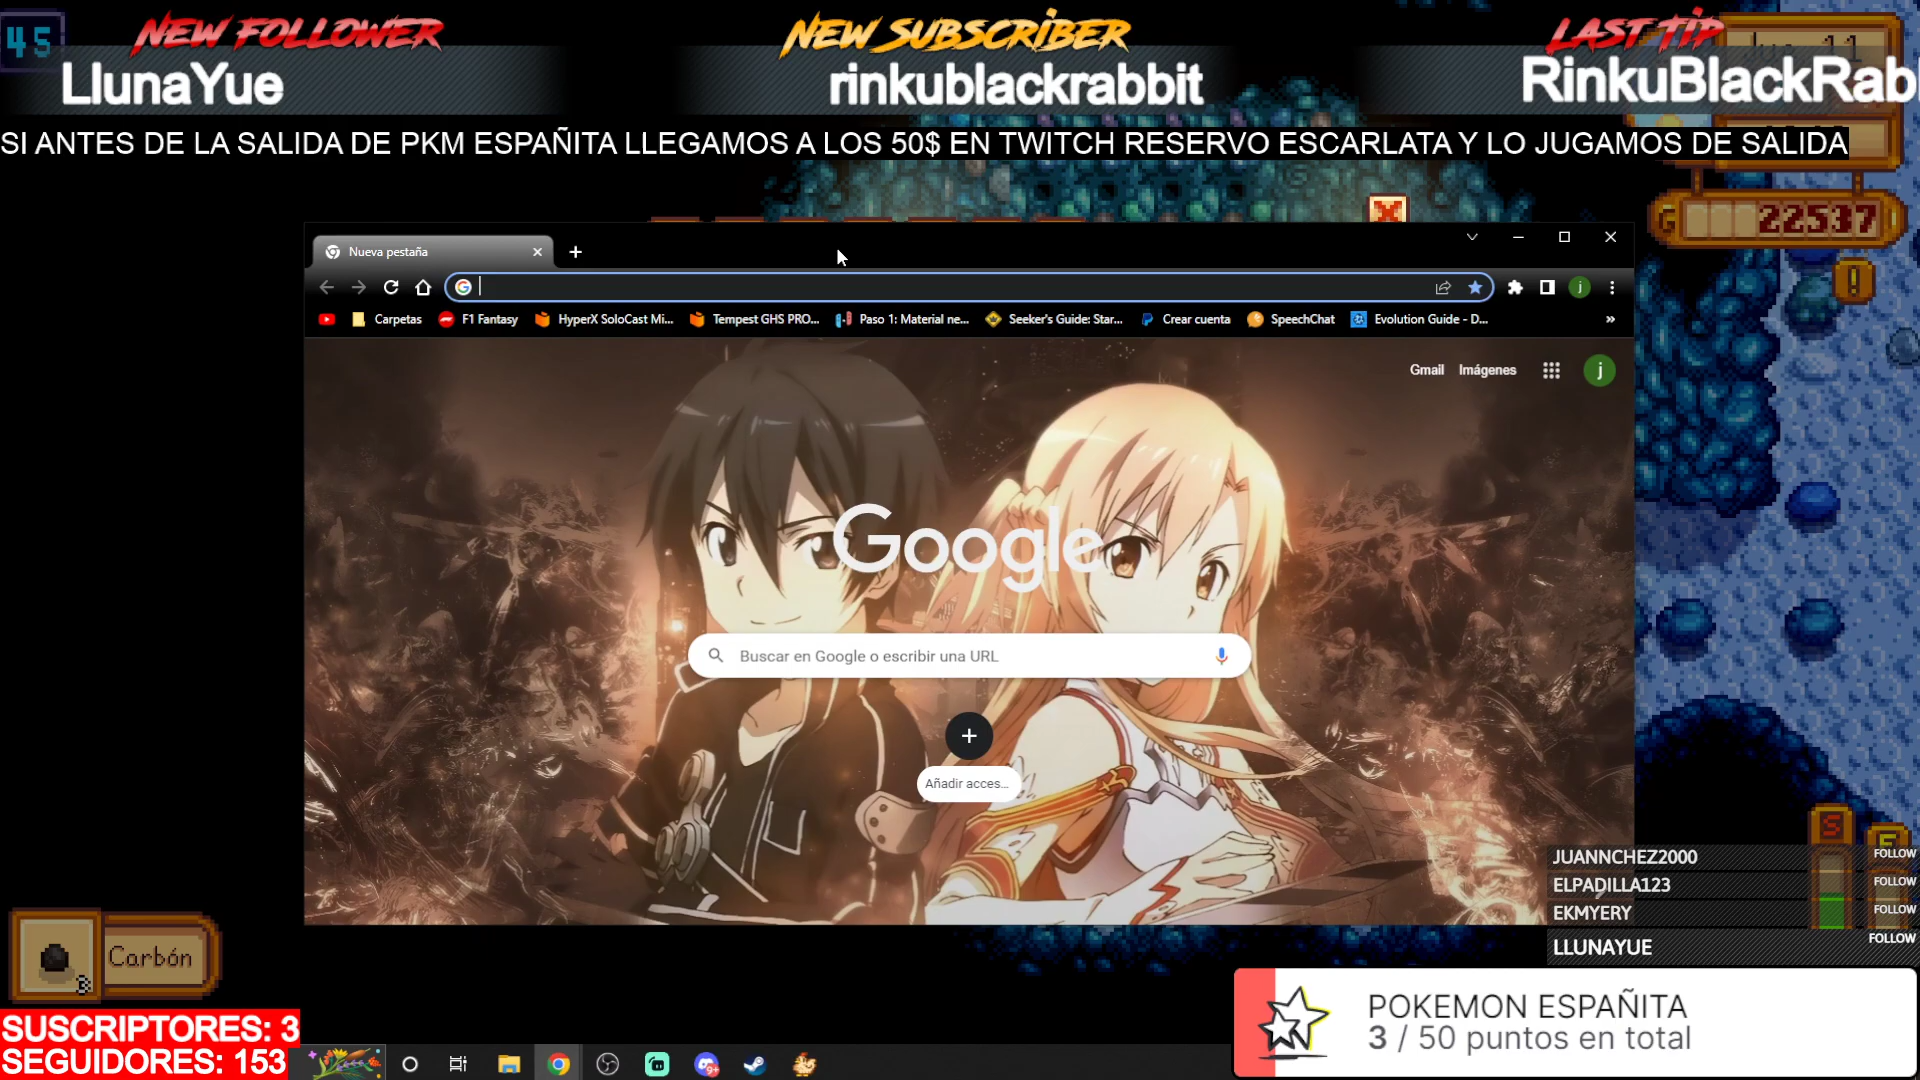 45
NEW FOLLOWER
LlunaYue
NEW SUBSCRIBER
rinkublackrabbit
LAST TIP
RinkuBlackRab
SI ANTES DE LA SALIDA DE PKM ESPAÑITA LLEGAMOS A LOS 50$ EN TWITCH RESERVO ESCARLATA Y LO JUGAMOS DE SALIDA
22537
Nueva pestaña
Carpetas
F1 Fantasy
HyperX SoloCast Mi...
Tempest GHS PRO...
Paso 1: Material ne...
Seeker's Guide: Star...
Crear cuenta
SpeechChat
Evolution Guide - D...
»
j
Gmail
Imágenes
j
Google
Buscar en Google o escribir una URL
Añadir acces...
S
E
JUANNCHEZ2000 FOLLOW
ELPADILLA123 FOLLOW
EKMYERY FOLLOW
LLUNAYUE FOLLOW
3
Carbón
POKEMON ESPAÑITA
3 / 50 puntos en total
SUSCRIPTORES: 3
SEGUIDORES: 153
9+